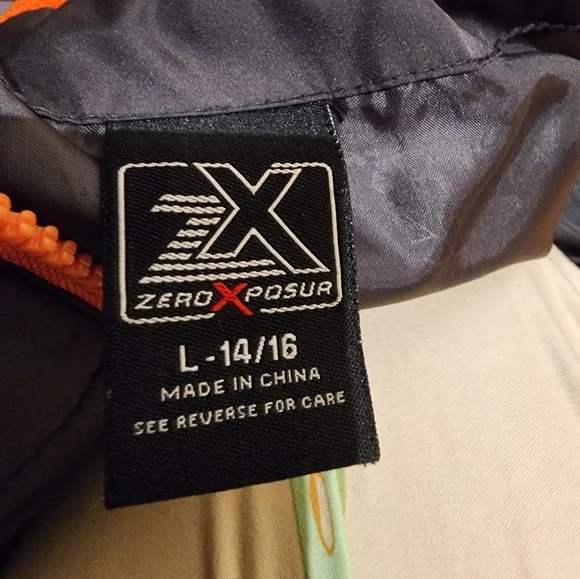 ZX
ZEROXPOSUR
L-14/16
MADE IN CHINA
SEE REVERSE FOR CARE